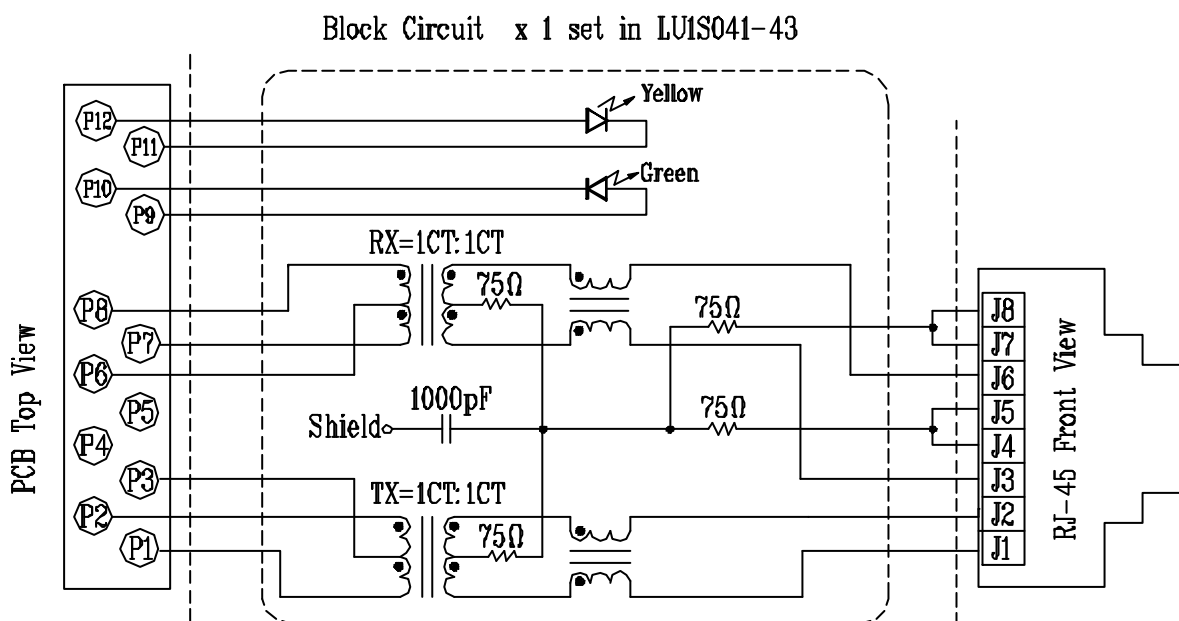 Block Circuit x 1 set in LU1S041-43
Yellow
P12
P11
Green
P10
P9
RX=1CT:1CT
75Ω
75Ω
P8
P7
P6
P5
P4
P3
P2
P1
PCB Top View
1000pF
Shield
75Ω
TX=1CT:1CT
75Ω
J8
J7
J6
J5
J4
J3
J2
J1
RJ-45 Front View